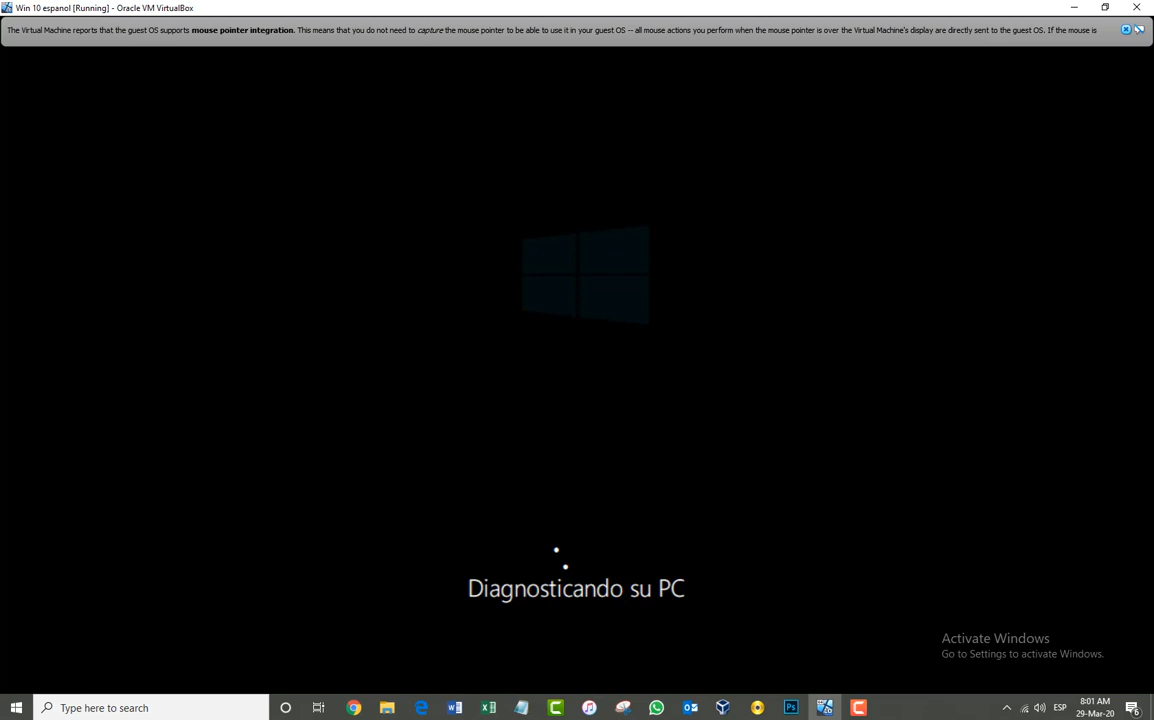 Win 10 espanol [Running] - Oracle VM VirtualBox
The Virtual Machine reports that the guest OS supports mouse pointer integration. This means that you do not need to capture the mouse pointer to be able to use it in your guest OS -- all mouse actions you perform when the mouse pointer is over the Virtual Machine's display are directly sent to the guest OS. If the mouse is
Diagnosticando su PC
Activate Windows
Go to Settings to activate Windows.
Type here to search
ESP
8:01 AM
29-Mar-20
6
Ps